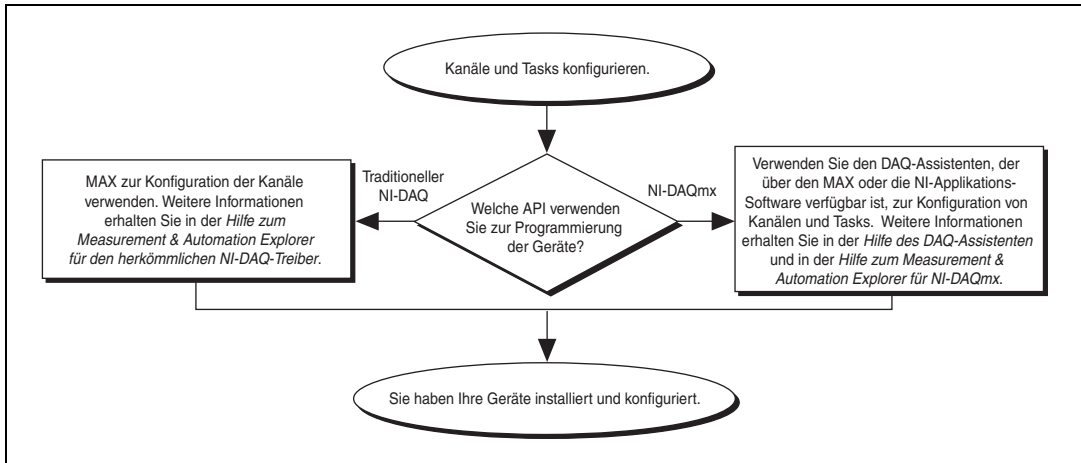 Kanäle und Tasks konfigurieren.
MAX zur Konfiguration der Kanäle
verwenden. Weitere Informationen
erhalten Sie in der Hilfe zum
Measurement & Automation Explorer
für den herkömmlichen NI-DAQ-Treiber.
Traditioneller
NI-DAQ
Welche API verwenden
Sie zur Programmierung
der Geräte?
NI-DAQmx
Verwenden Sie den DAQ-Assistenten, der
über den MAX oder die NI-Applikations-
Software verfügbar ist, zur Konfiguration von
Kanälen und Tasks. Weitere Informationen
erhalten Sie in der Hilfe des DAQ-Assistenten
und in der Hilfe zum Measurement &
Automation Explorer für NI-DAQmx.
Sie haben Ihre Geräte installiert und konfiguriert.